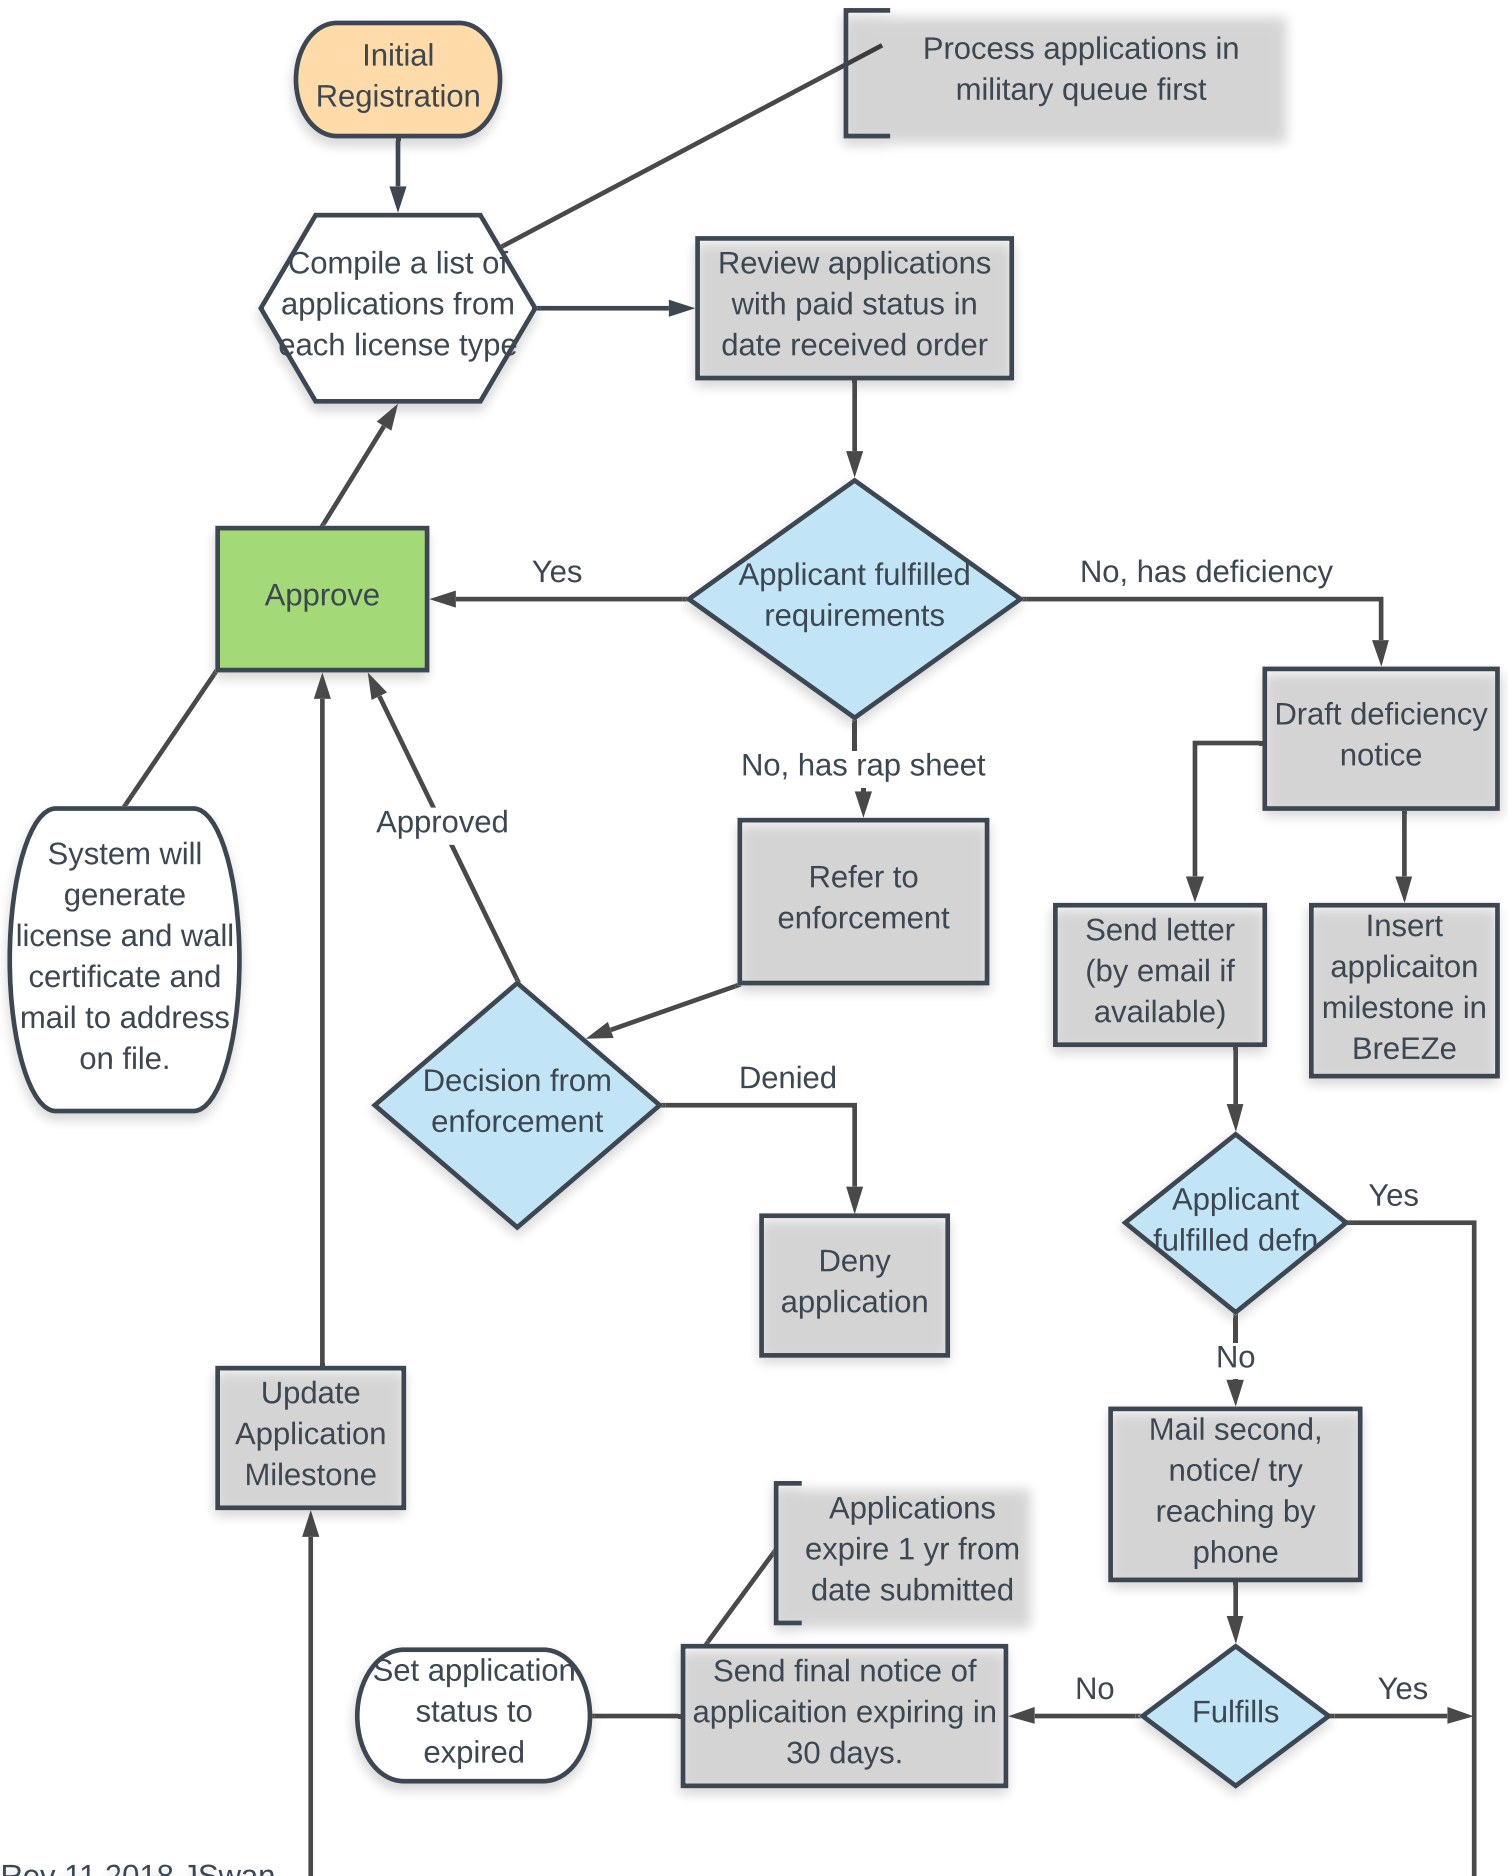 Initial
Registration
Process applications in
military queue first
Compile a list of
applications from
each license type
Review applications
with paid status in
date received order
Approve
Yes
Applicant fulfilled
requirements
No, has deficiency
Draft deficiency
notice
No, has rap sheet
Approved
System will
generate
license and wall
certificate and
mail to address
on file.
Refer to
enforcement
Send letter
(by email if
available)
Insert
applicaiton
milestone in
BreEZe
Decision from
enforcement
Denied
Deny
application
Applicant
fulfilled defn
Yes
No
Update
Application
Milestone
Mail second,
notice/ try
reaching by
phone
Applications
expire 1 yr from
date submitted
Set application
status to
expired
Send final notice of
applicaition expiring in
30 days.
No
Fulfills
Yes
Rev 11 2018 JSwan